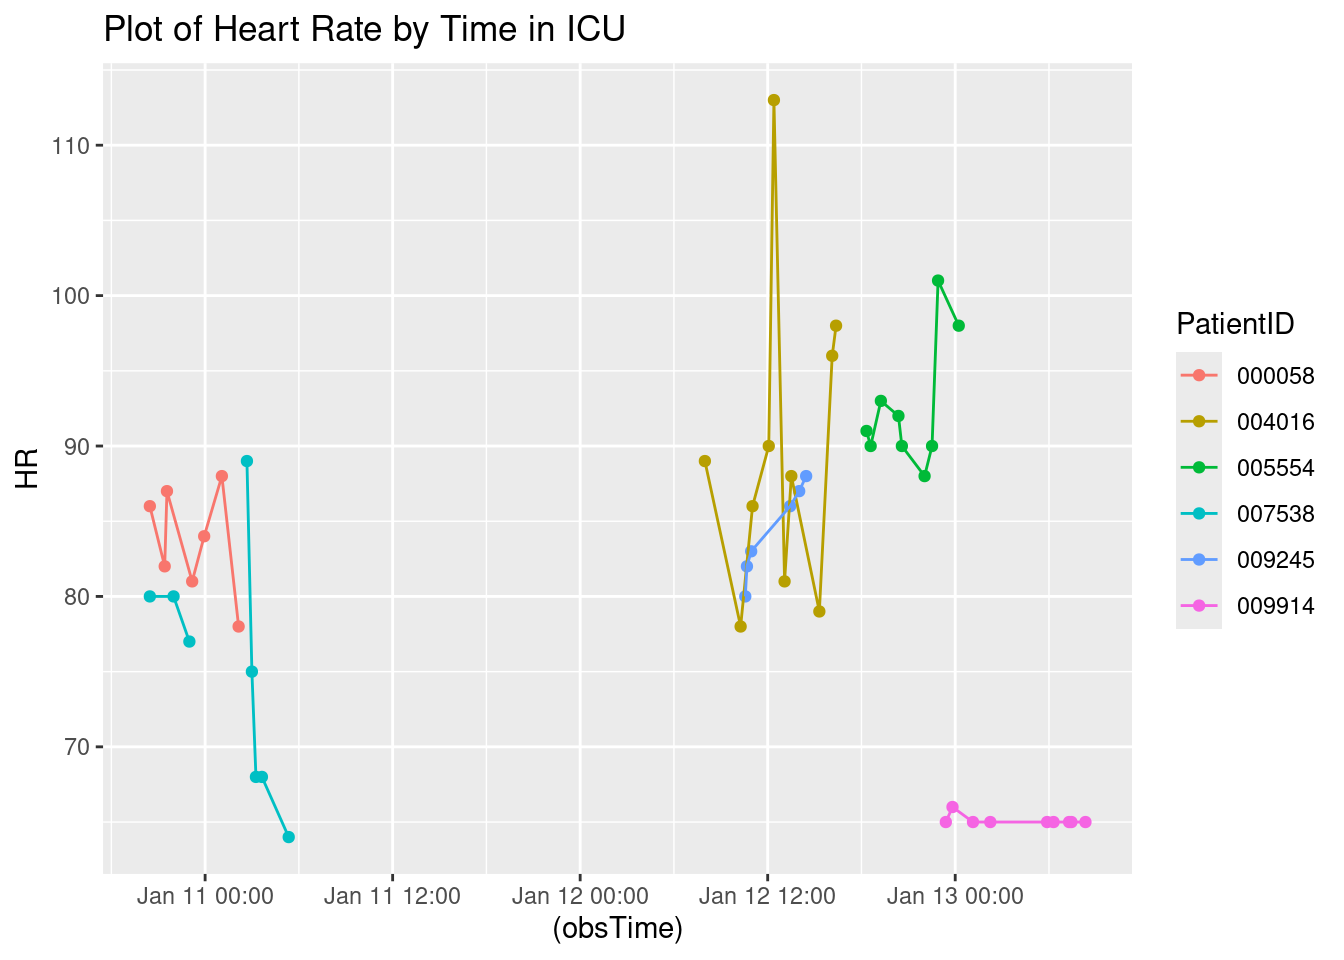 Plot of Heart Rate by Time in ICU
110
100
90
80
70
HR
Jan 11 00:00
Jan 11 12:00
Jan 12 00:00
Jan 12 12:00
Jan 13 00:00
(obsTime)
PatientID
000058
004016
005554
007538
009245
009914